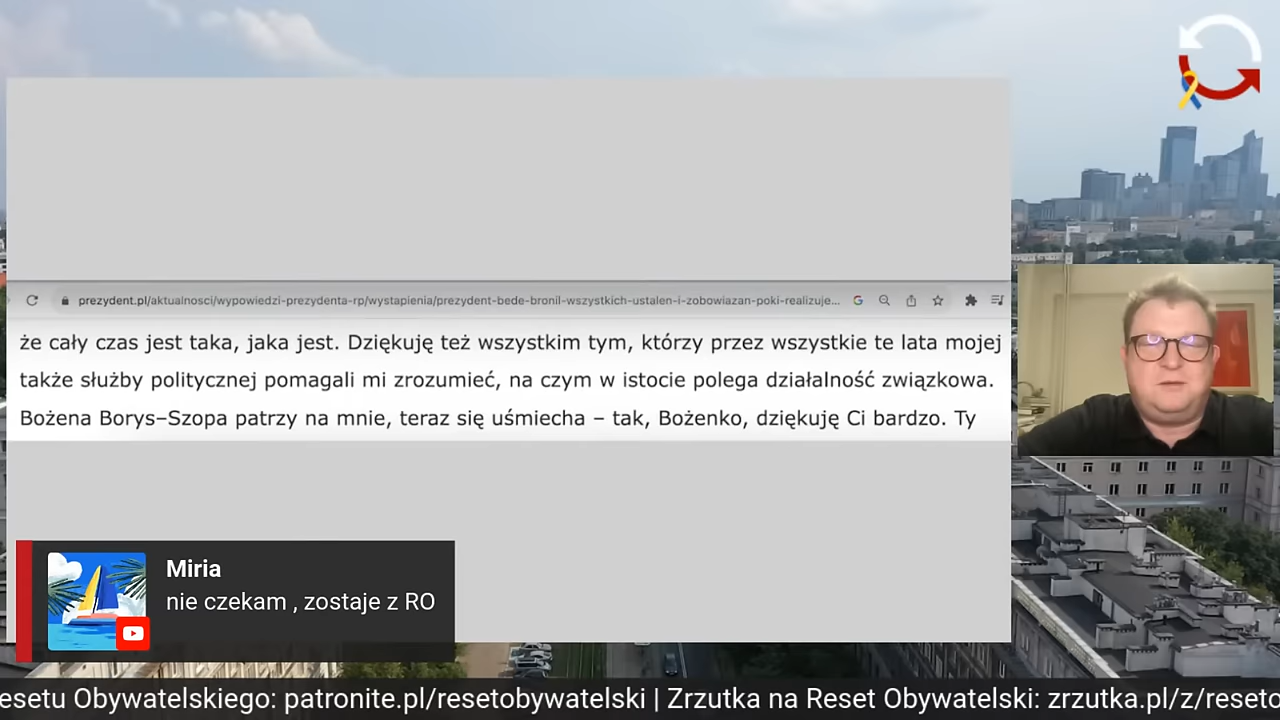 prezydent.pl/aktualnosci/wypowiedzi-prezydenta-rp/wystapienia/prezydent-bede-bronil-wszystkich-ustalen-i-zobowiazan-poki-realizuje...
że cały czas jest taka, jaka jest. Dziękuję też wszystkim tym, którzy przez wszystkie te lata mojej
także służby politycznej pomagali mi zrozumieć, na czym w istocie polega działalność związkowa.
Bożena Borys–Szopa patrzy na mnie, teraz się uśmiecha – tak, Bożenko, dziękuję Ci bardzo. Ty
Miria
nie czekam , zostaje z RO
esetu Obywatelskiego: patronite.pl/resetobywatelski | Zrzutka na Reset Obywatelski: zrzutka.pl/z/reseto